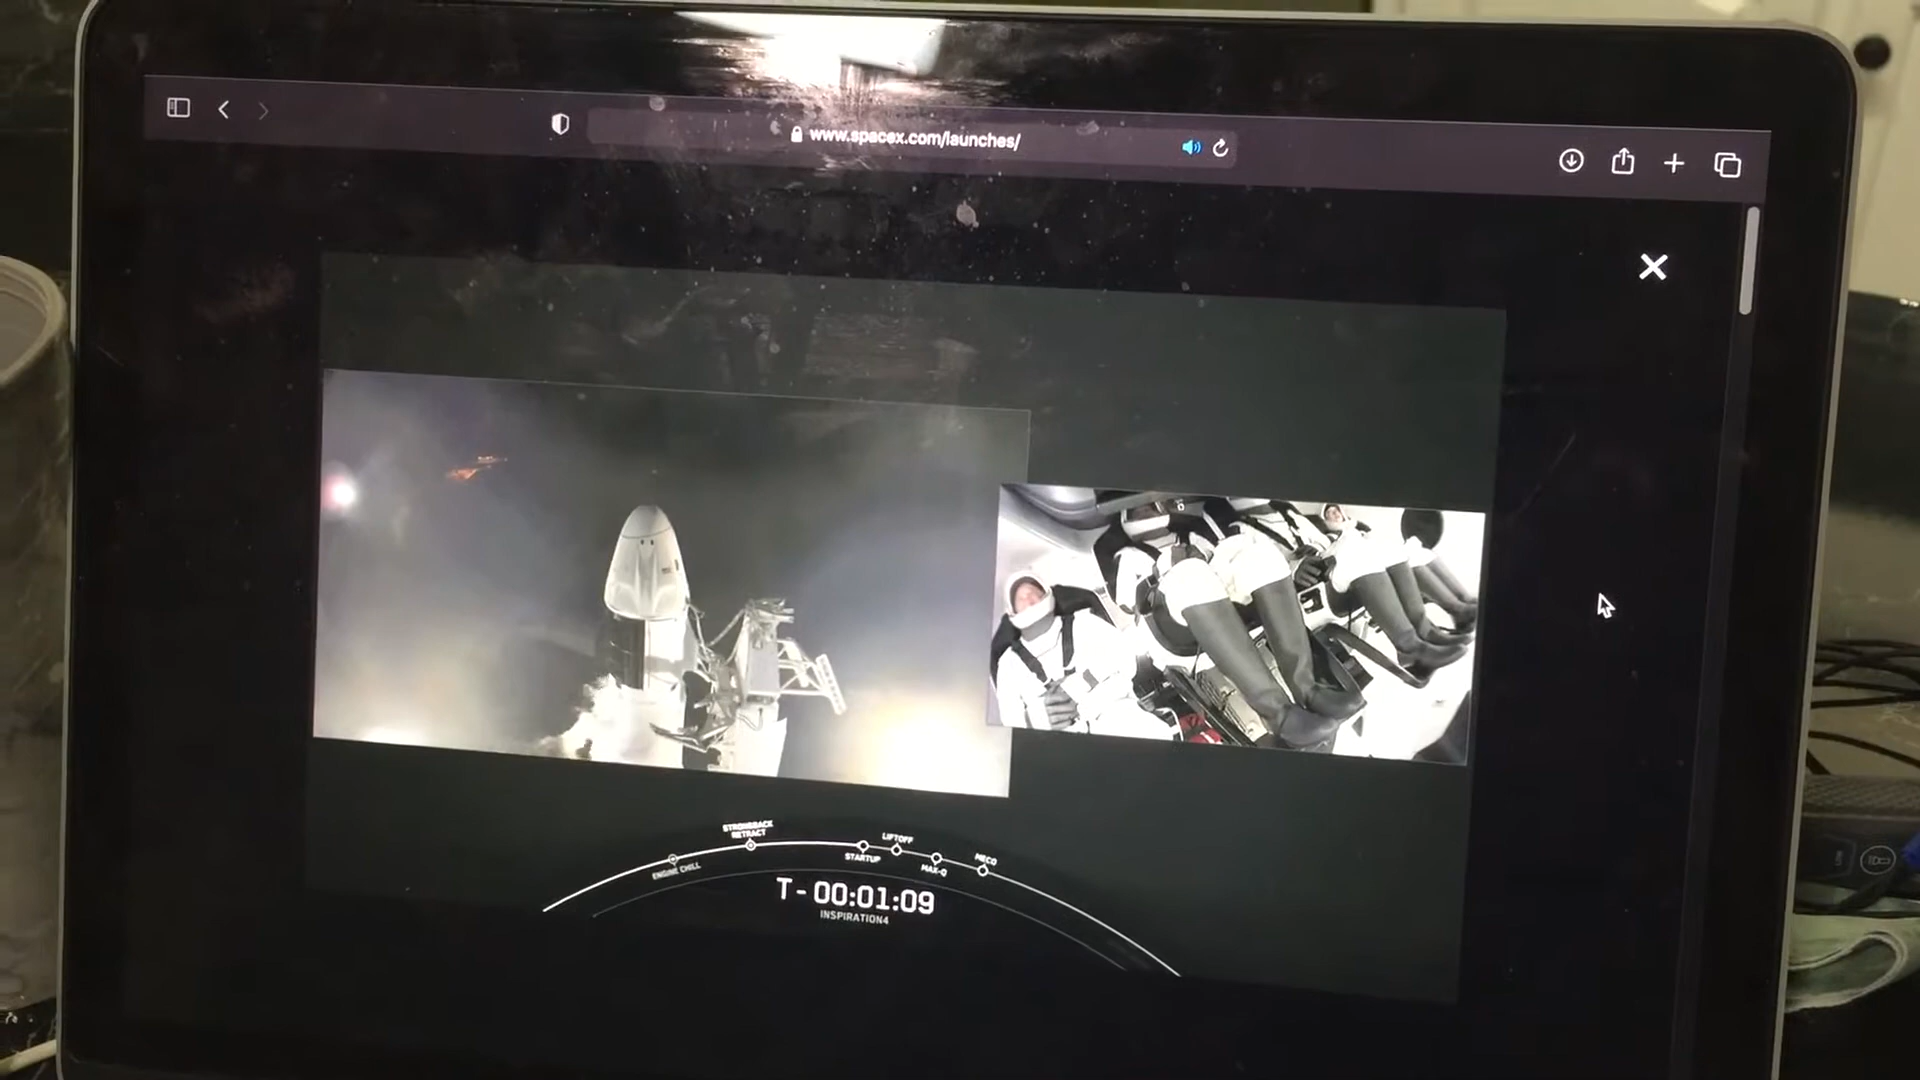 www.spacex.com/launches/
STRONGBACK
RETRACT
LIFTOFF
MECO
ENGINE CHILL
STARTUP
MAX-Q
T-00:01:09
INSPIRATION4